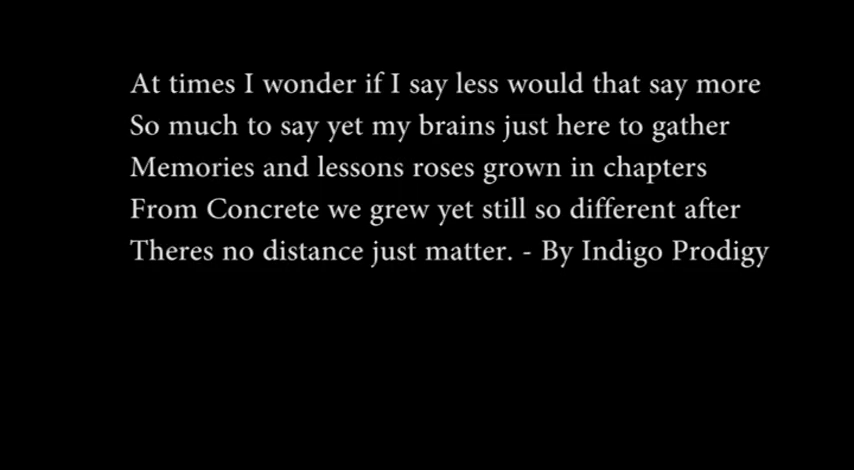 At times I wonder if I say less would that say more
So much to say yet my brains just here to gather
Memories and lessons roses grown in chapters
From Concrete we grew yet still so different after
Theres no distance just matter. - By Indigo Prodigy